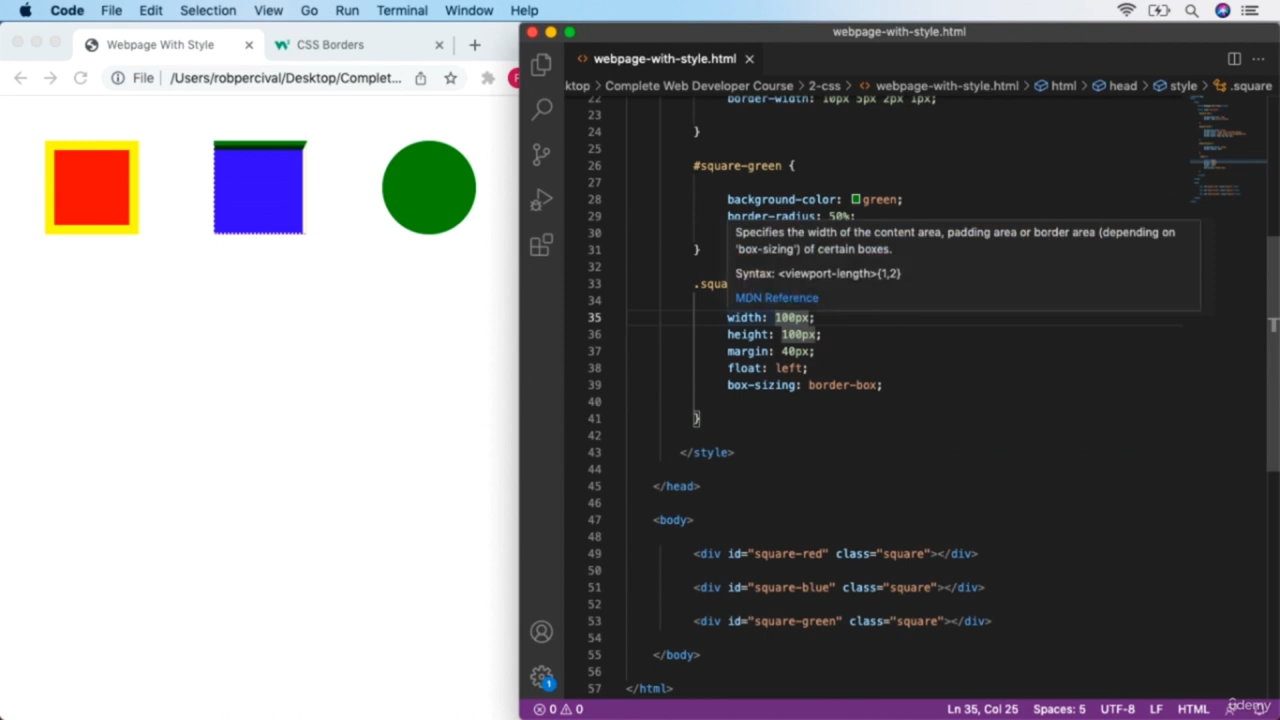 Code File Edit Selection View Go Run Terminal Window Help
Webpage With Style
CSS Borders
File /Users/robpercival/Desktop/Complet...
webpage-with-style.html
webpage-with-style.html
ktop > Complete Web Developer Course > 2-css > webpage-with-style.html > html > head > style > .square
22 border-width: 10px 5px 2px 1px;
23
24 }
25
26 #square-green {
27
28 background-color: green;
29 border-radius: 50%;
30
Specifies the width of the content area, padding area or border area (depending on
'box-sizing') of certain boxes.
Syntax: <viewport-length>{1,2}
MDN Reference
31 }
32
33 .squa
34
35 width: 100px;
36 height: 100px;
37 margin: 40px;
38 float: left;
39 box-sizing: border-box;
40
41 }
42
43 </style>
44
45 </head>
46
47 <body>
48
49 <div id="square-red" class="square"></div>
50
51 <div id="square-blue" class="square"></div>
52
53 <div id="square-green" class="square"></div>
54
55 </body>
56
57 </html>
1
0 0 Ln 35, Col 25 Spaces: 5 UTF-8 LF HTML
udemy